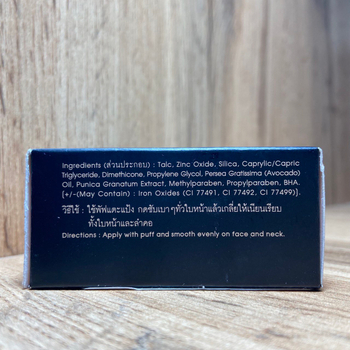 Ingredients (ส่วนประกอบ) : Talc, Zinc Oxide, Silica, Caprylic/Capric
Triglyceride, Dimethicone, Propylene Glycol, Persea Gratissima (Avocado)
Oil, Punica Granatum Extract, Methylparaben, Propylparaben, BHA.
{+/-(May Contain) : Iron Oxides (CI 77491, CI 77492, CI 77499)}.
วิธีใช้ : ใช้พัฟแตะแป้ง กดซับเบาๆทั่วใบหน้าแล้วเกลี่ยให้เนียนเรียบ
ทั้งใบหน้าและลำคอ
Directions : Apply with puff and smooth evenly on face and neck.